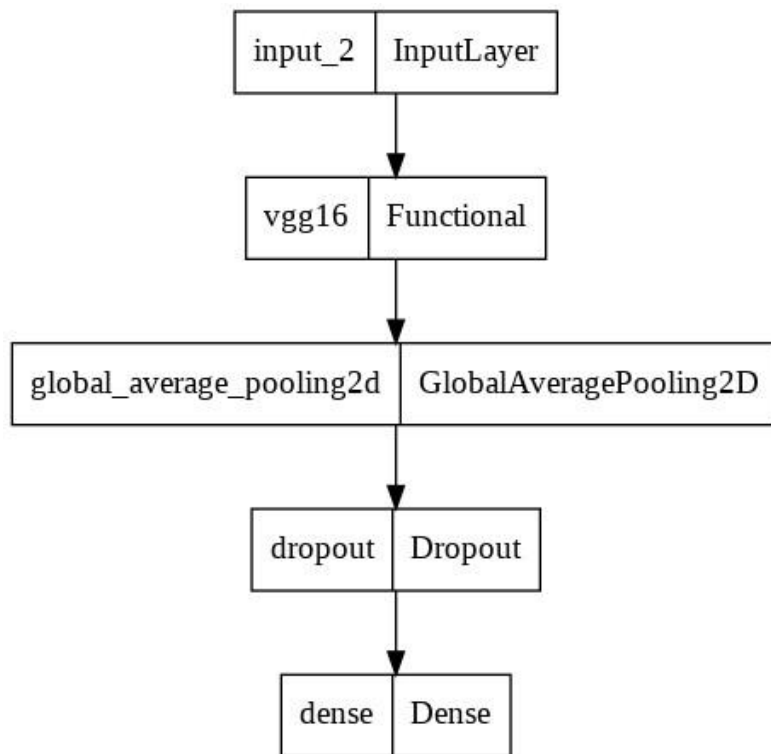 input_2 InputLayer
vgg16 Functional
global_average_pooling2d GlobalAveragePooling2D
dropout Dropout
dense Dense